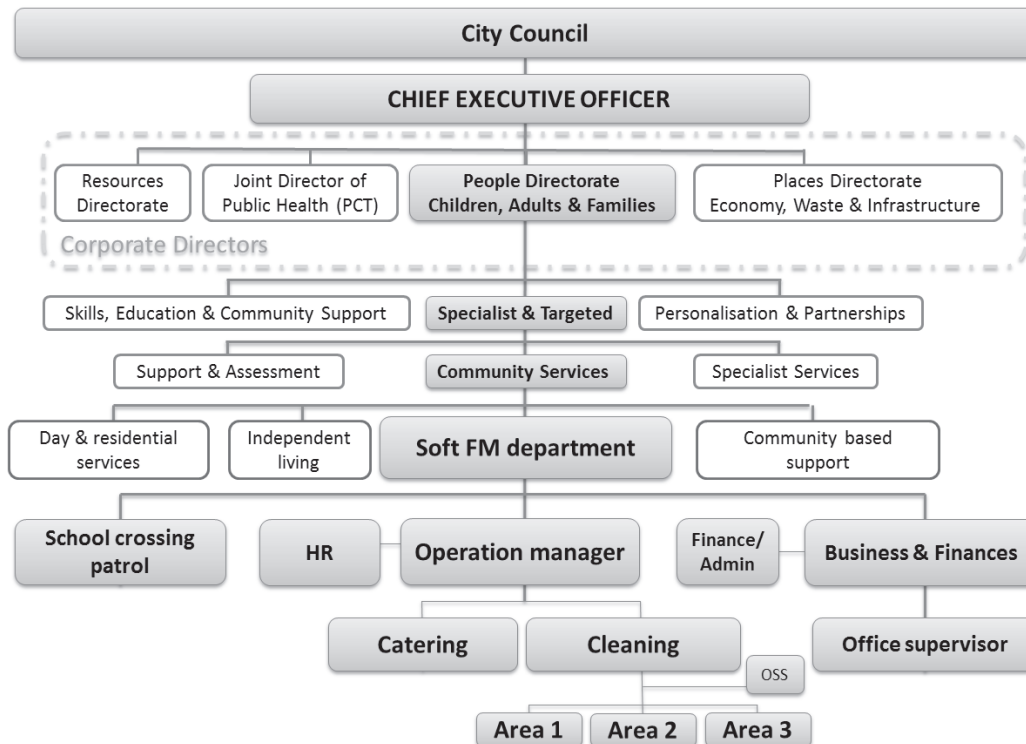 City Council
CHIEF EXECUTIVE OFFICER
Resources
Directorate
Joint Director of
Public Health (PCT)
People Directorate
Children, Adults & Families
Places Directorate
Economy, Waste & Infrastructure
Corporate Directors
Skills, Education & Community Support
Specialist & Targeted
Personalisation & Partnerships
Support & Assessment
Community Services
Specialist Services
Day & residential
services
Independent
living
Soft FM department
Community based
support
School crossing
patrol
HR
Operation manager
Finance/
Admin
Business & Finances
Catering
Cleaning
Office supervisor
OSS
Area 1
Area 2
Area 3